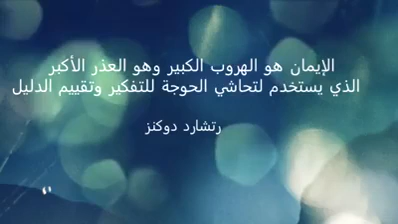 الإيمان هو الهروب الكبير وهو العذر الأكبر
الذي يستخدم لتحاشي الحوجة للتفكير وتقييم الدليل
رتشارد دوكنز